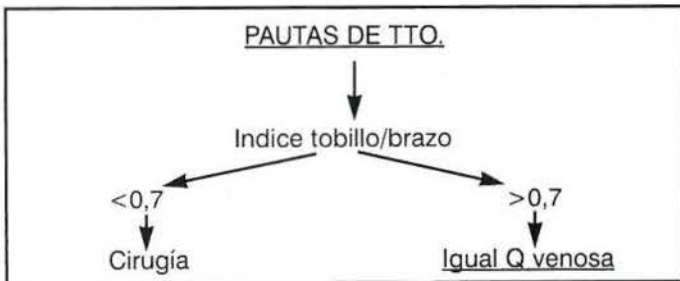 PAUTAS DE TTO.
Indice tobillo/brazo
<0,7 >0,7
Cirugía Igual Q venosa